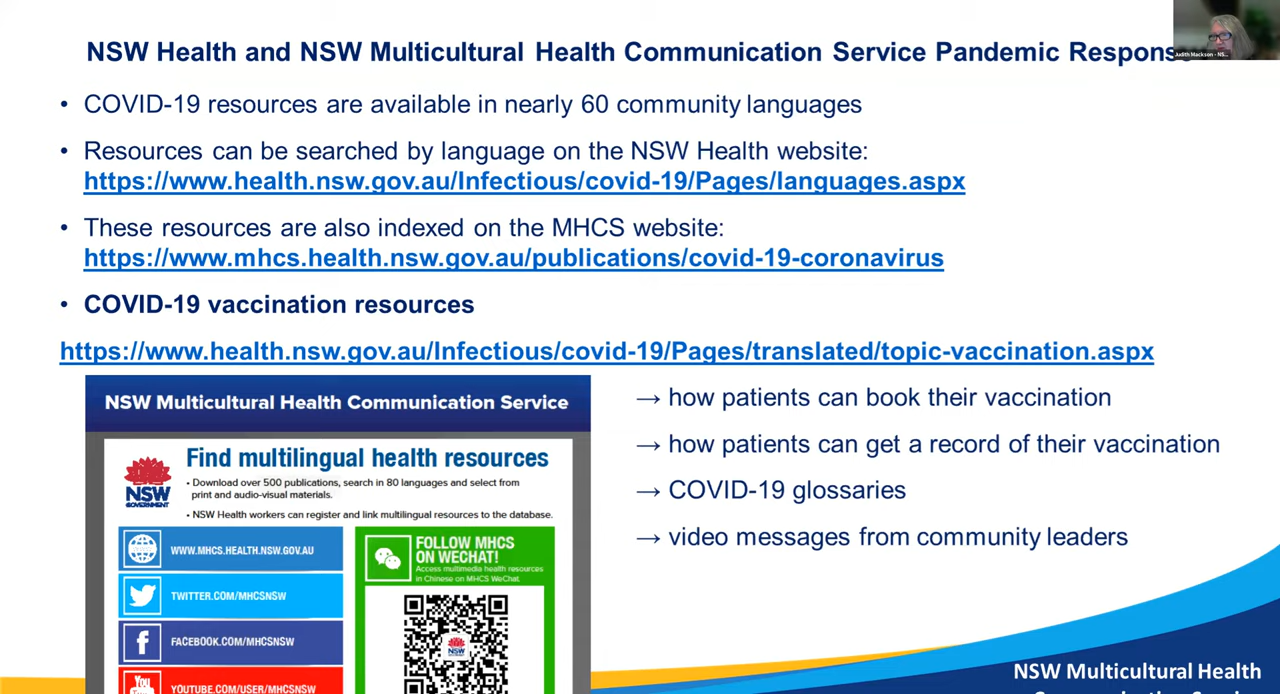 NSW Health and NSW Multicultural Health Communication Service Pandemic Respons
Judith Mackson - NS...
• COVID-19 resources are available in nearly 60 community languages
• Resources can be searched by language on the NSW Health website:
https://www.health.nsw.gov.au/Infectious/covid-19/Pages/languages.aspx
• These resources are also indexed on the MHCS website:
https://www.mhcs.health.nsw.gov.au/publications/covid-19-coronavirus
• COVID-19 vaccination resources
https://www.health.nsw.gov.au/Infectious/covid-19/Pages/translated/topic-vaccination.aspx
NSW Multicultural Health Communication Service
Find multilingual health resources
• Download over 500 publications, search in 80 languages and select from
print and audio-visual materials.
• NSW Health workers can register and link multilingual resources to the database.
NSW
GOVERNMENT
WWW.MHCS.HEALTH.NSW.GOV.AU
TWITTER.COM/MHCSNSW
FACEBOOK.COM/MHCSNSW
You
YOUTUBE.COM/USER/MHCSNSW
FOLLOW MHCS
ON WECHAT!
Access multimedia health resources
in Chinese on MHCS WeChat.
NSW
→ how patients can book their vaccination
→ how patients can get a record of their vaccination
→ COVID-19 glossaries
→ video messages from community leaders
NSW Multicultural Health